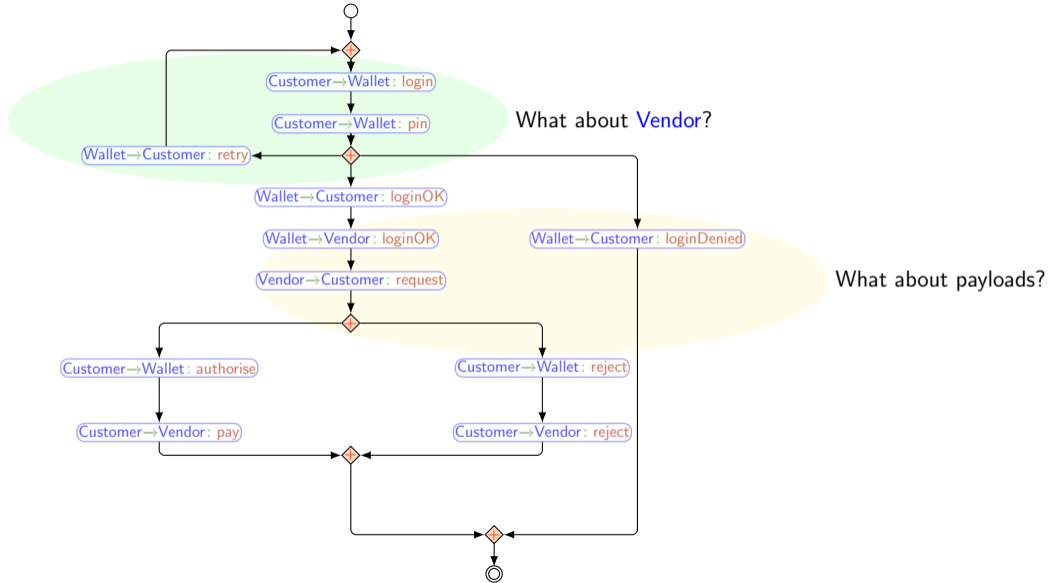 Customer→Wallet: login
What about Vendor?
Customer→Wallet: pin
Wallet→Customer: retry
Wallet→Customer: loginOK
Wallet→Vendor: loginOK
Wallet→Customer: loginDenied
Vendor→Customer: request
What about payloads?
Customer→Wallet: authorise
Customer→Wallet: reject
Customer→Vendor: pay
Customer→Vendor: reject